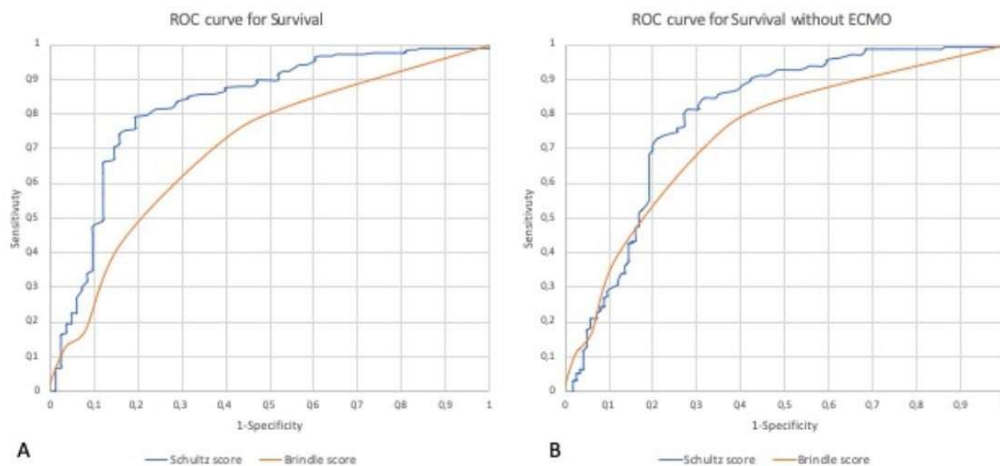 ROC curve for Survival
1
0,9
0,8
0,7
0,6
0,5
0,4
0,3
0,2
0,1
0
Sensitivuty
0 0,1 0,2 0,3 0,4 0,5 0,6 0,7 0,8 0,9 1
1-Specificity
A
Schultz score Brindle score
ROC curve for Survival without ECMO
1
0,9
0,8
0,7
0,6
0,5
0,4
0,3
0,2
0,1
0
Sensitivuty
0 0,1 0,2 0,3 0,4 0,5 0,6 0,7 0,8 0,9
1-Specificity
B
Schultz score Brindle score